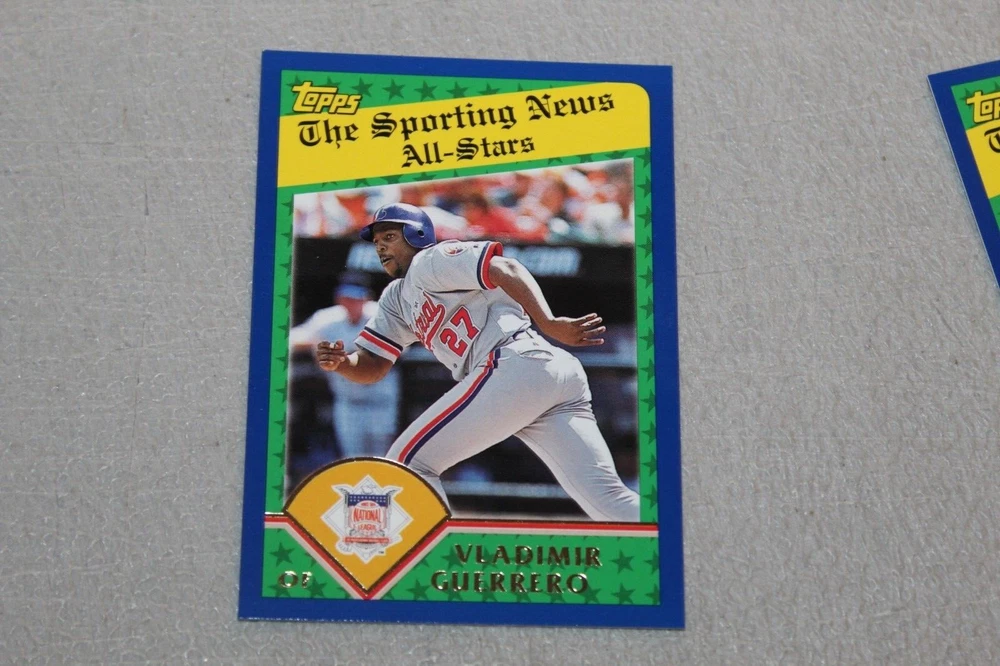 Topps
The Sporting News
All-Stars
27
NATIONAL
LEAGUE
OF
VLADIMIR
GUERRERO